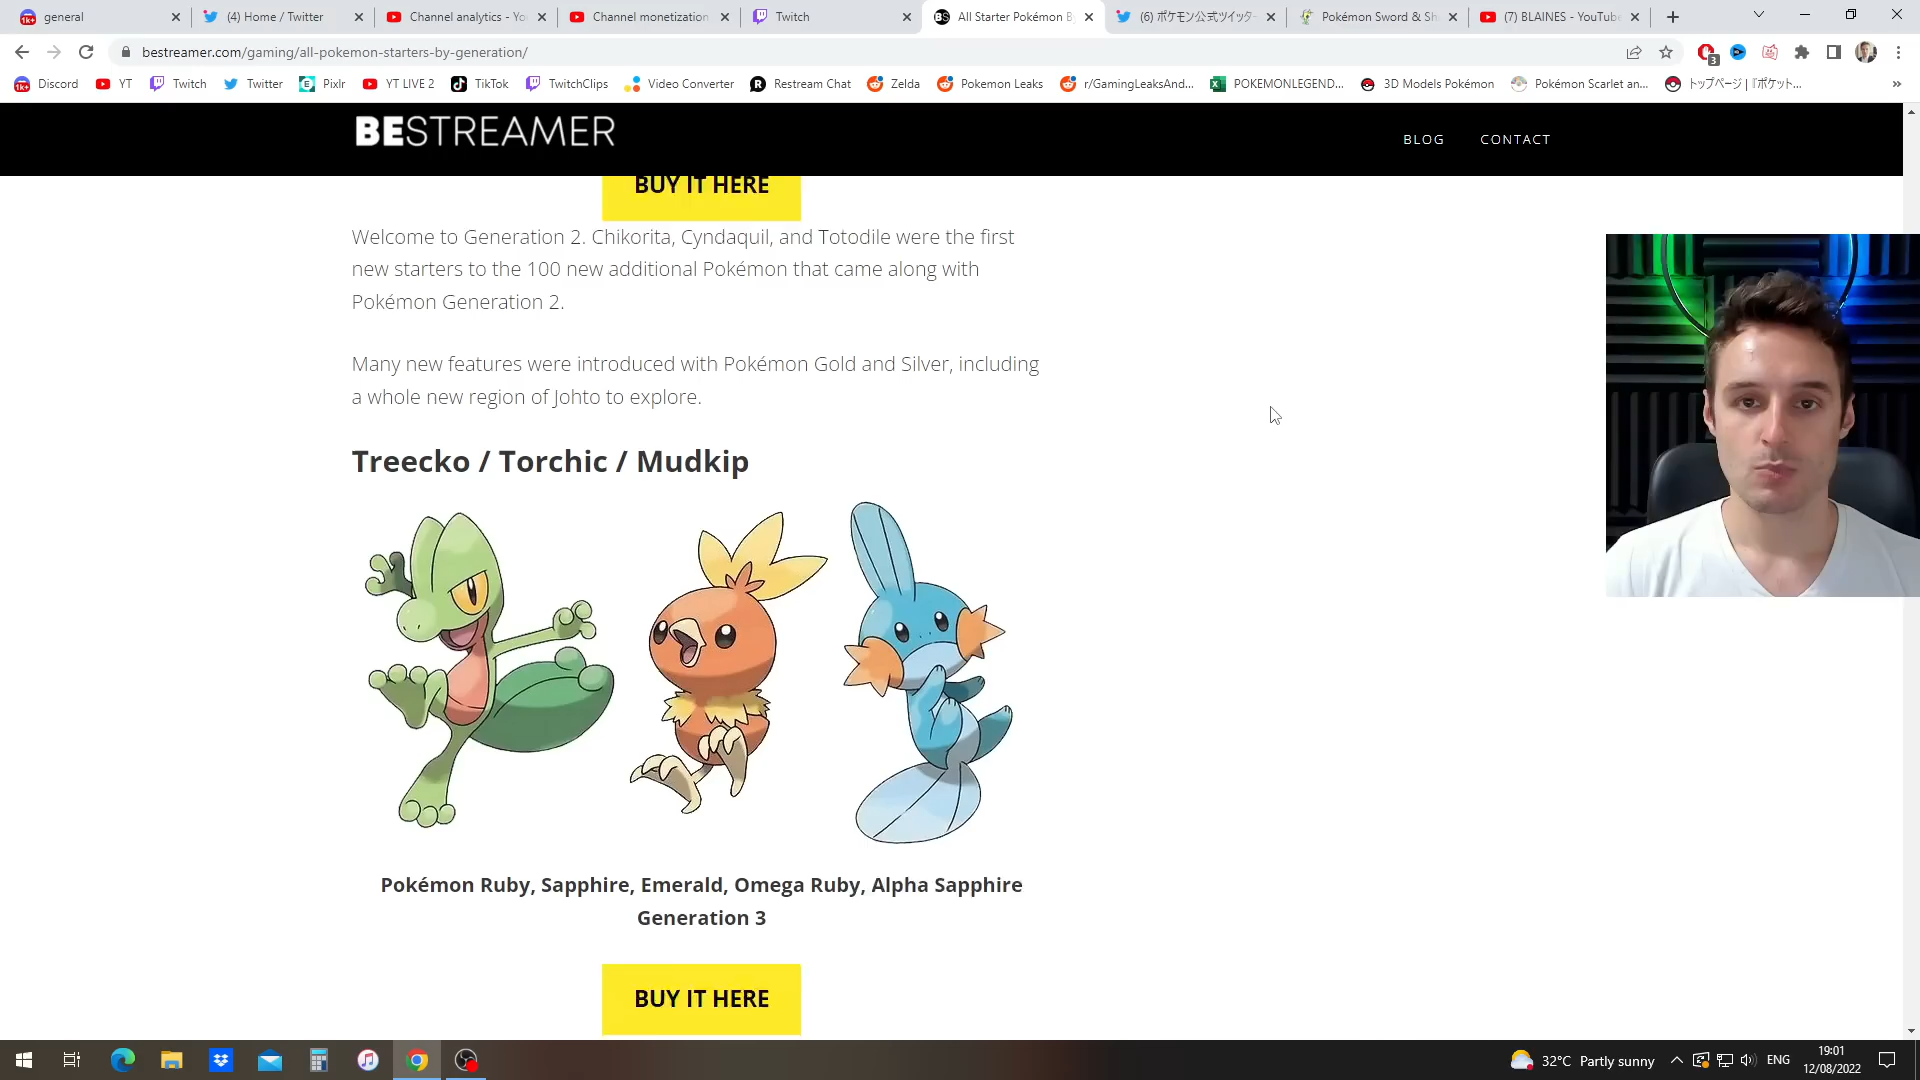 general
(4) Home / Twitter
Channel analytics - Yo
Channel monetization
Twitch
All Starter Pokémon B
(6) ポケモン公式ツイッター
Pokémon Sword & Sh
(7) BLAINES - YouTube
bestreamer.com/gaming/all-pokemon-starters-by-generation/
3
1k+ Discord
YT
Twitch
Twitter
Pixlr
YT LIVE 2
TikTok
TwitchClips
Video Converter
Restream Chat
Zelda
Pokemon Leaks
r/GamingLeaksAnd...
POKEMONLEGEND...
3D Models Pokémon
Pokémon Scarlet an...
トップページ | 『ポケット...
BESTREAMER
BLOG
CONTACT
BUY IT HERE
Welcome to Generation 2. Chikorita, Cyndaquil, and Totodile were the first
new starters to the 100 new additional Pokémon that came along with
Pokémon Generation 2.
Many new features were introduced with Pokémon Gold and Silver, including
a whole new region of Johto to explore.
Treecko / Torchic / Mudkip
Pokémon Ruby, Sapphire, Emerald, Omega Ruby, Alpha Sapphire
Generation 3
BUY IT HERE
32°C Partly sunny
ENG
19:01
12/08/2022